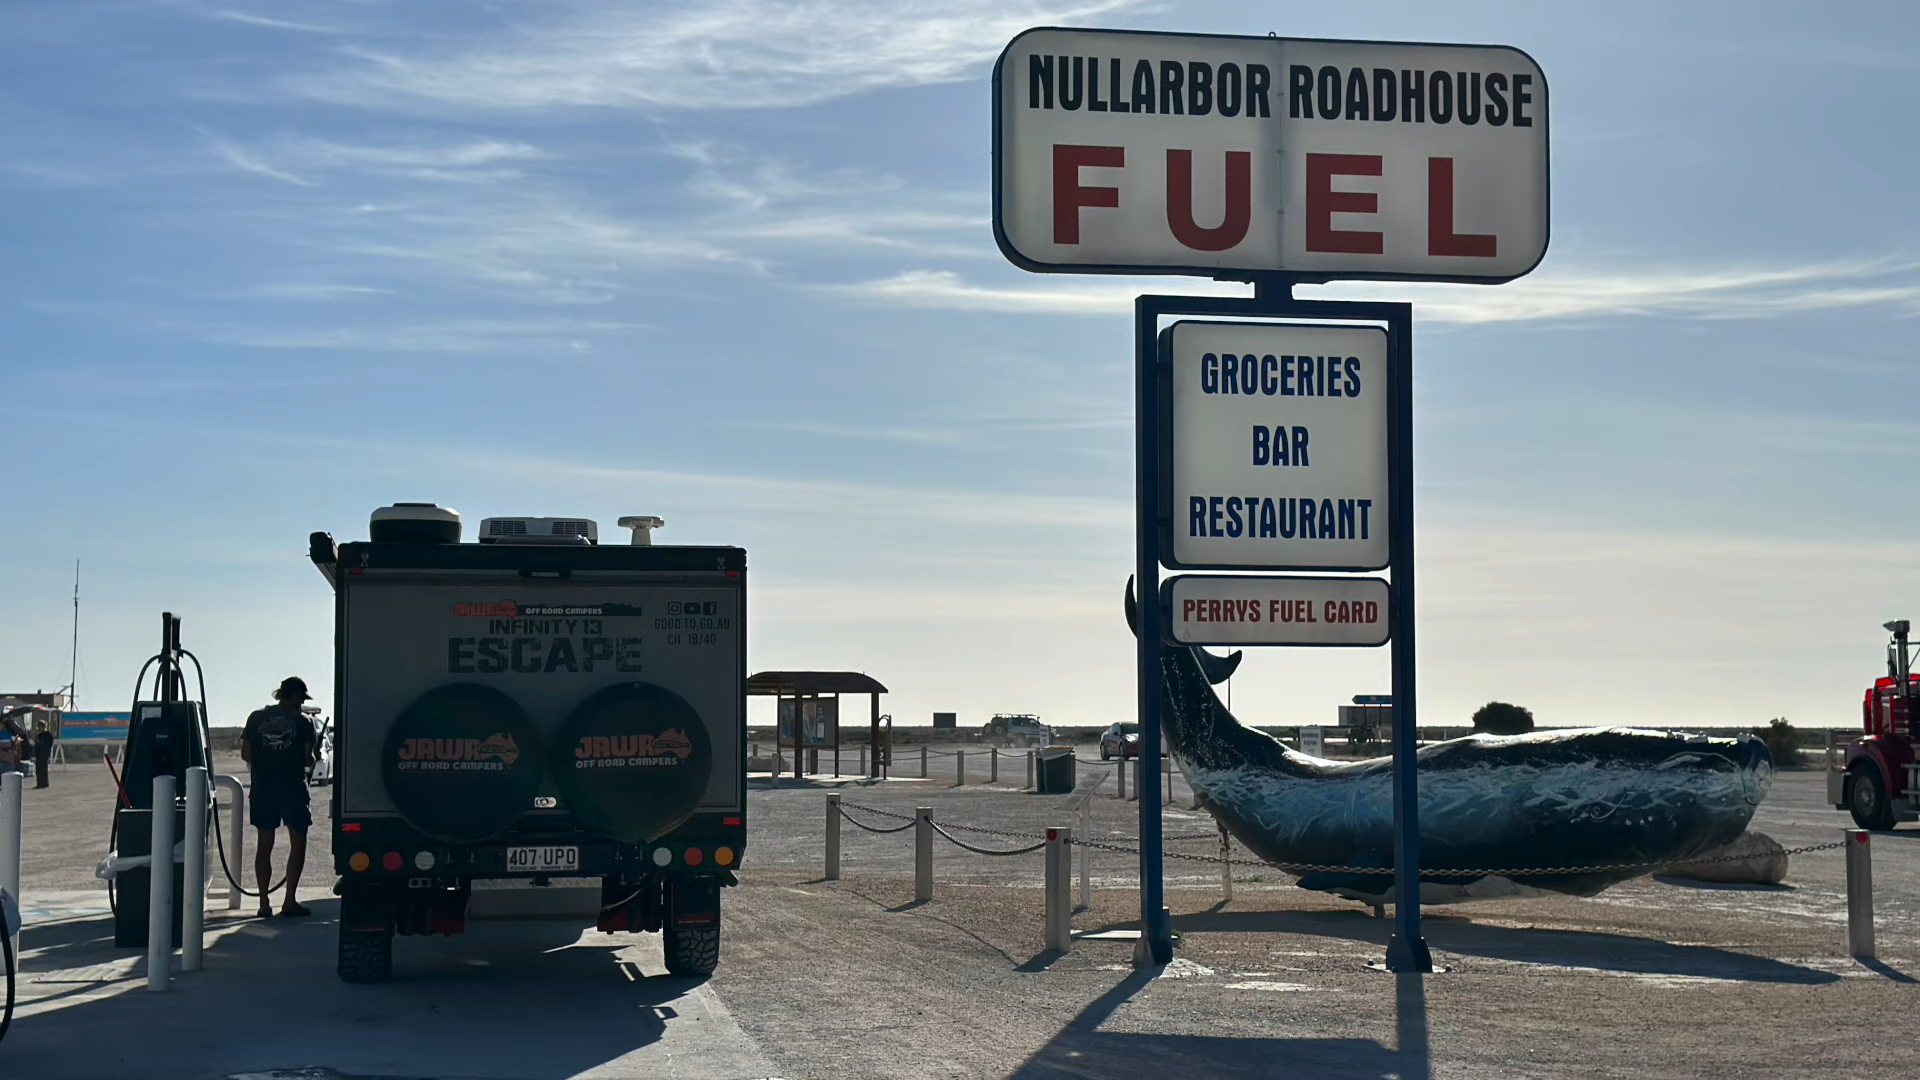 NULLARBOR ROADHOUSE
FUEL
GROCERIES
BAR
RESTAURANT
PERRYS FUEL CARD
JAWA OFF ROAD CAMPERS
INFINITY 13
ESCAPE
GOOD.TO.GO.AU
CH 18/40
JAWA
OFF ROAD CAMPERS
JAWA
OFF ROAD CAMPERS
407·UPO